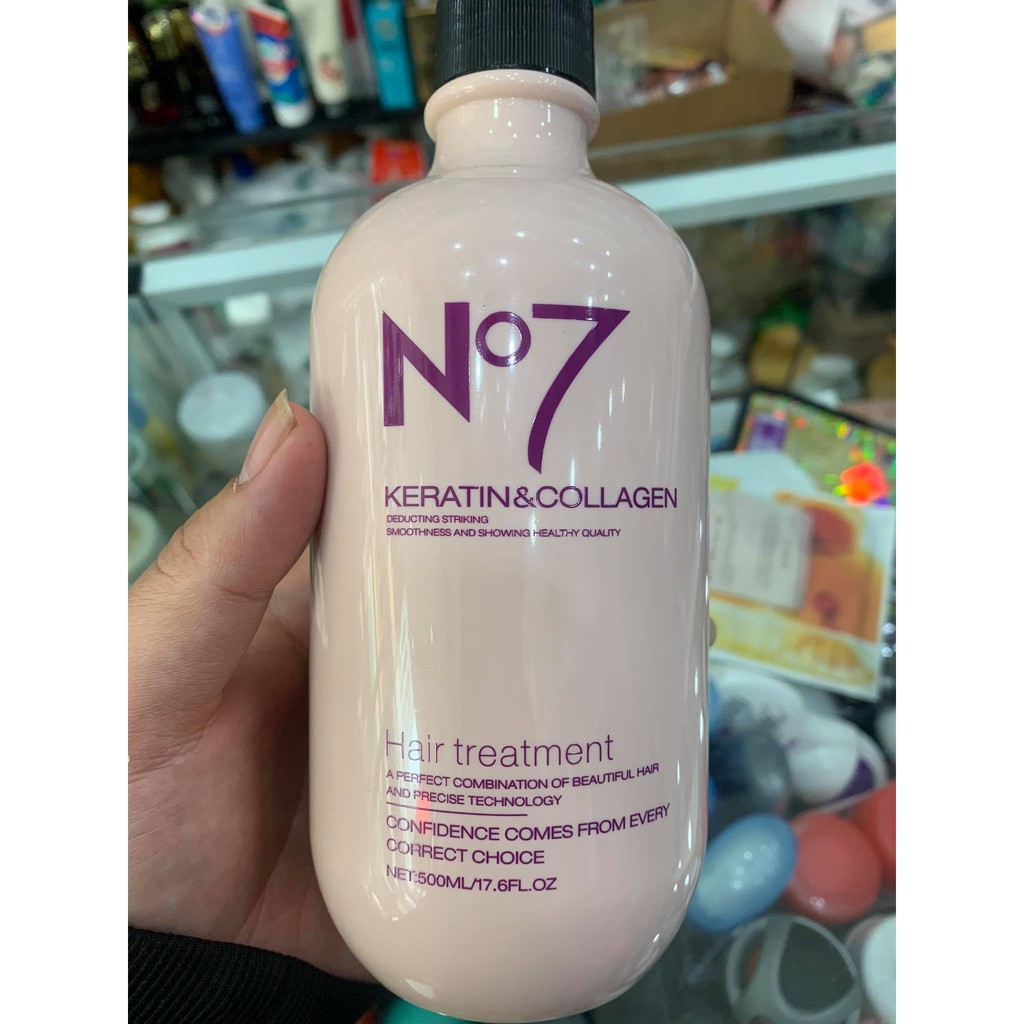 No7
KERATIN&COLLAGEN
DEDUCTING STRIKING
SMOOTHNESS AND SHOWING HEALTHY QUALITY
Hair treatment
A PERFECT COMBINATION OF BEAUTIFUL HAIR
AND PRECISE TECHNOLOGY
CONFIDENCE COMES FROM EVERY
CORRECT CHOICE
NET:500ML/17.6FL.OZ